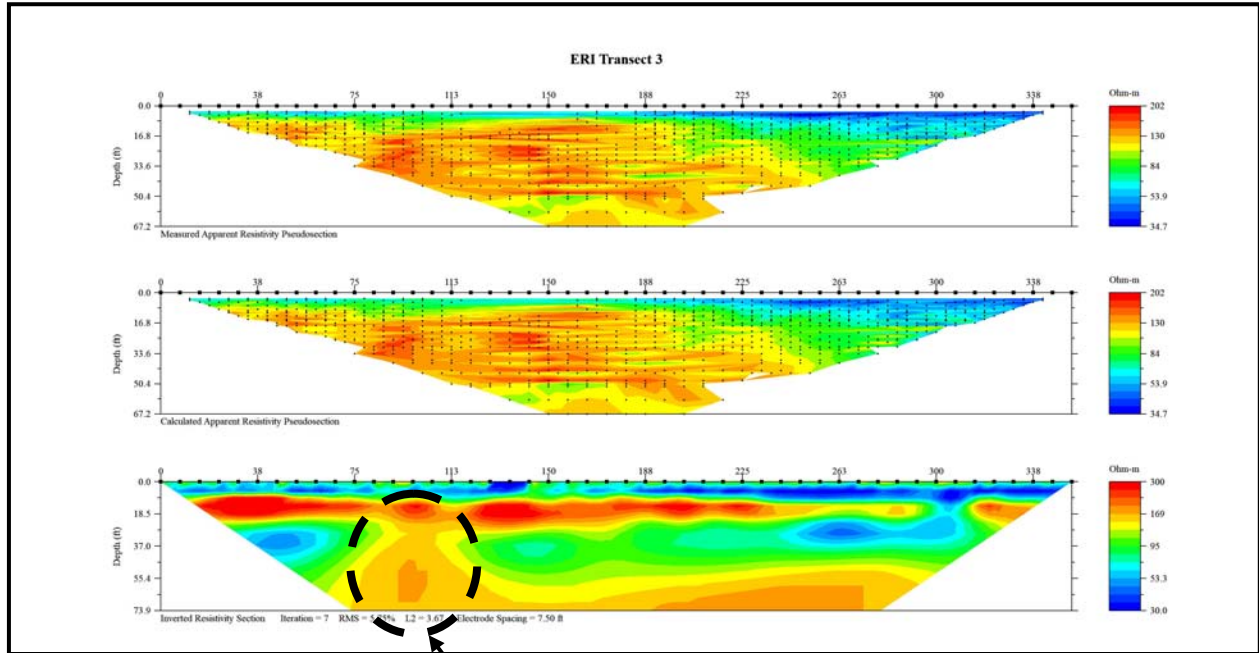 ERI Transect 3
Ohm-m
0.0 38 75 113 150 188 225 263 300 338
202
130
84
53.9
34.7
Depth (ft)
0.0
16.8
33.6
50.4
67.2
Measured Apparent Resistivity Pseudosection
Ohm-m
0.0 38 75 113 150 188 225 263 300 338
202
130
84
53.9
34.7
Depth (ft)
0.0
16.8
33.6
50.4
67.2
Calculated Apparent Resistivity Pseudosection
Ohm-m
0.0 38 75 113 150 188 225 263 300 338
300
169
95
53.3
30.0
Depth (ft)
0.0
18.5
37.0
55.4
73.9
Inverted Resistivity Section Iteration = 7 RMS = L2 = 3.67 Electrode Spacing = 7.50 ft